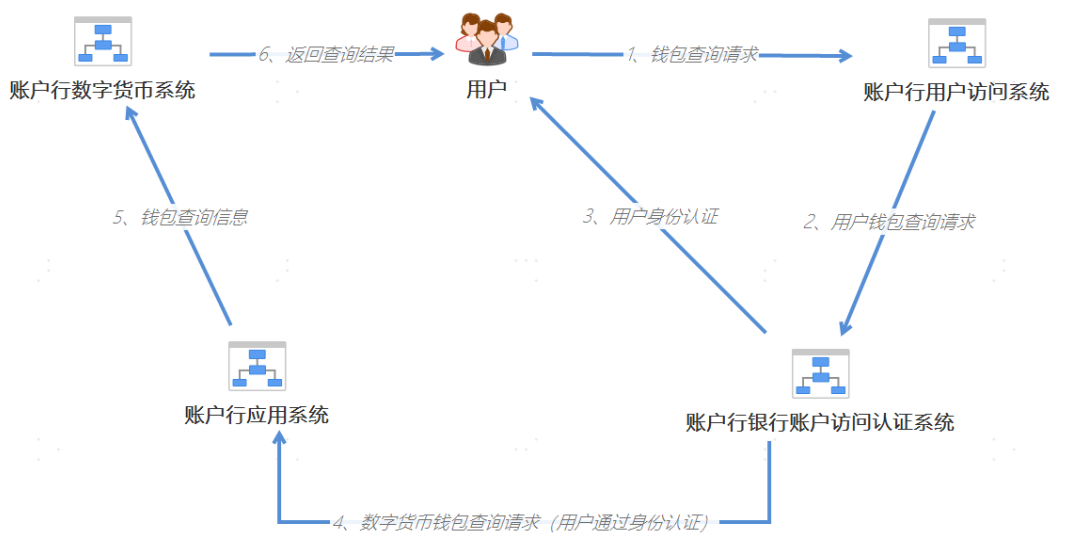 6、返回查询结果
1、钱包查询请求
账户行数字货币系统
用户
账户行用户访问系统
5、钱包查询信息
3、用户身份认证
2、用户钱包查询请求
账户行应用系统
账户行银行账户访问认证系统
4、数字货币钱包查询请求（用户通过身份认证）